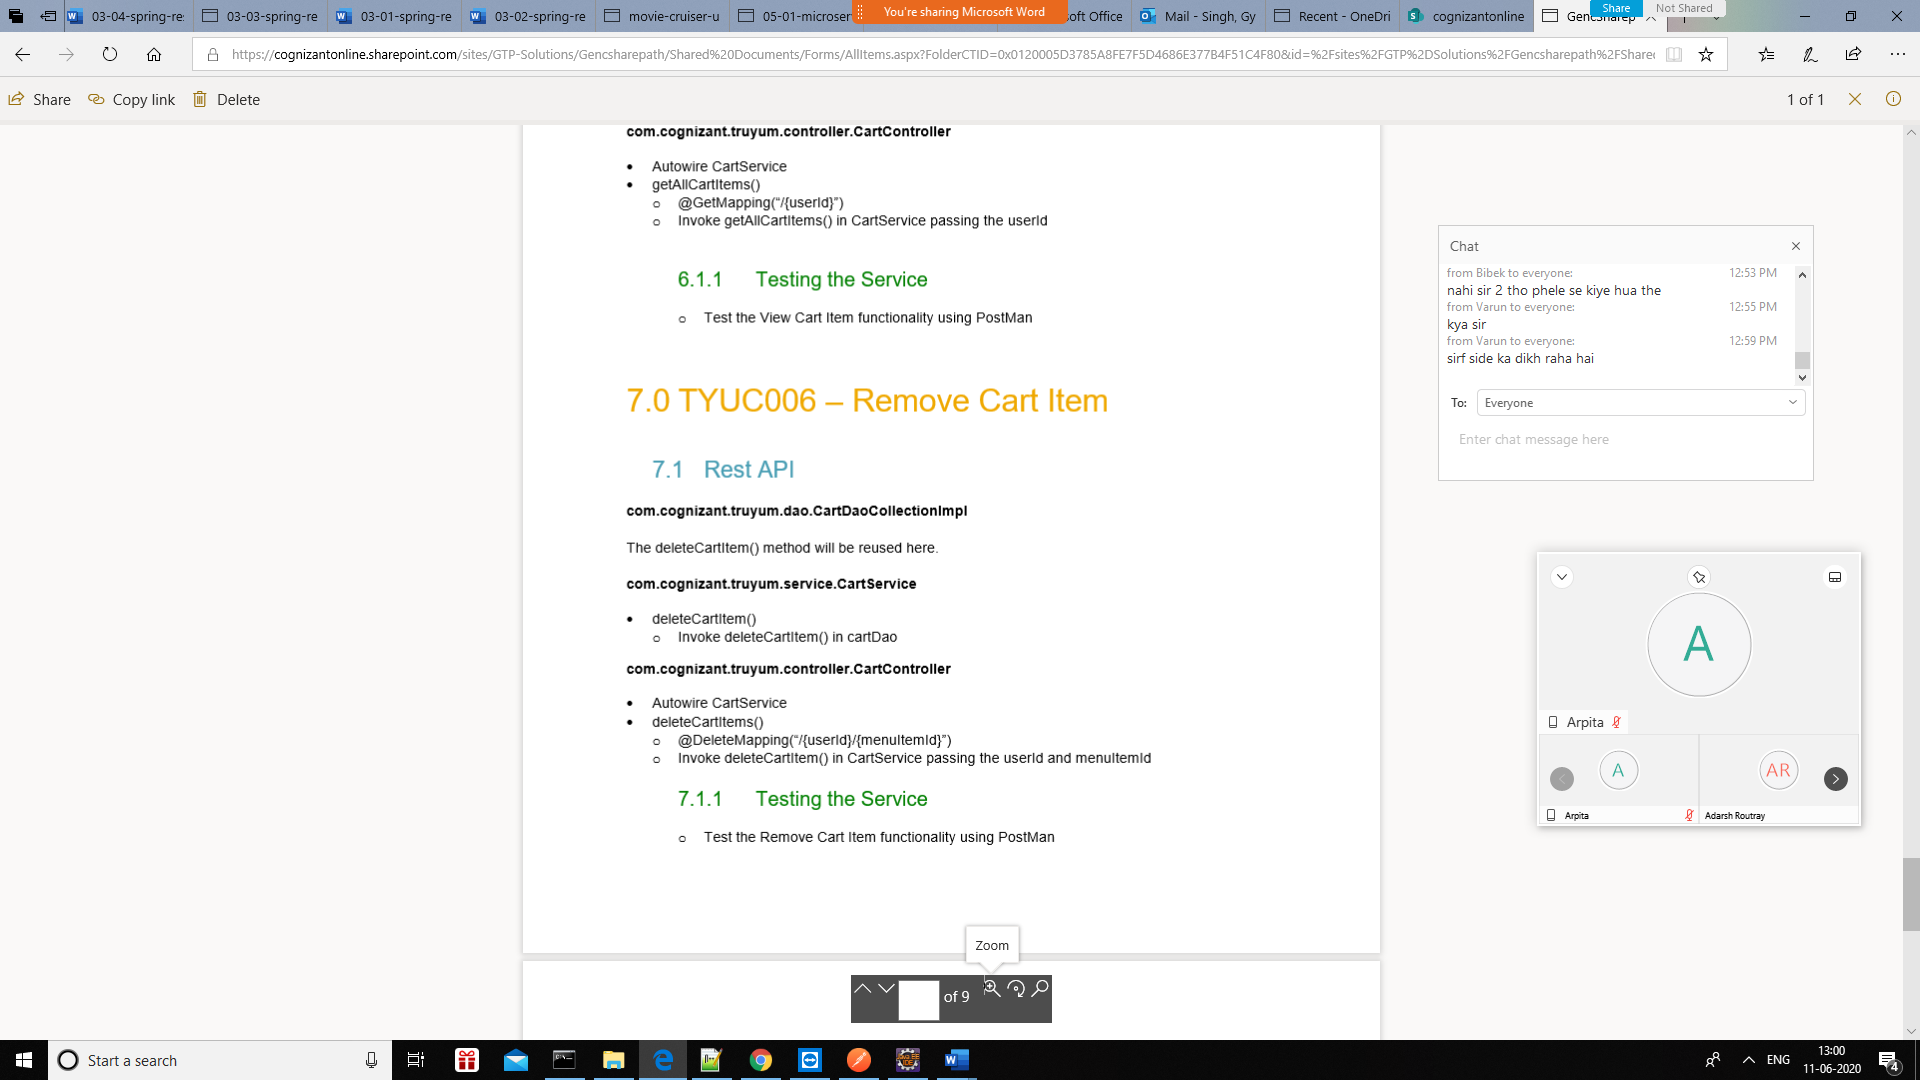 03-04-spring-re
03-03-spring-re
03-01-spring-re
03-02-spring-re
movie-cruiser-u
05-01-microser
You're sharing Microsoft Word
oft Office
Mail - Singh, Gy
Recent - OneDri
cognizantonline
GencSharep
Share
Not Shared
https://cognizantonline.sharepoint.com/sites/GTP-Solutions/Gencsharepath/Shared%20Documents/Forms/AllItems.aspx?FolderCTID=0x0120005D3785A8FE7F5D4686E377B4F51C4F80&id=%2Fsites%2FGTP%2DSolutions%2FGencsharepath%2FShared
Share
Copy link
Delete
1 of 1
com.cognizant.truyum.controller.CartController
• Autowire CartService
• getAllCartItems()
o @GetMapping(“/{userId}”)
o Invoke getAllCartItems() in CartService passing the userId
6.1.1 Testing the Service
o Test the View Cart Item functionality using PostMan
7.0 TYUC006 – Remove Cart Item
7.1 Rest API
com.cognizant.truyum.dao.CartDaoCollectionImpl
The deleteCartItem() method will be reused here.
com.cognizant.truyum.service.CartService
• deleteCartItem()
o Invoke deleteCartItem() in cartDao
com.cognizant.truyum.controller.CartController
• Autowire CartService
• deleteCartItems()
o @DeleteMapping(“/{userId}/{menuItemId}”)
o Invoke deleteCartItem() in CartService passing the userId and menuItemId
7.1.1 Testing the Service
o Test the Remove Cart Item functionality using PostMan
Zoom
of 9
Chat
from Bibek to everyone: 12:53 PM
nahi sir 2 tho phele se kiye hua the
from Varun to everyone: 12:55 PM
kya sir
from Varun to everyone: 12:59 PM
sirf side ka dikh raha hai
To: Everyone
Enter chat message here
A
Arpita
A
AR
Arpita
Adarsh Routray
Start a search
ENG
13:00
11-06-2020
4